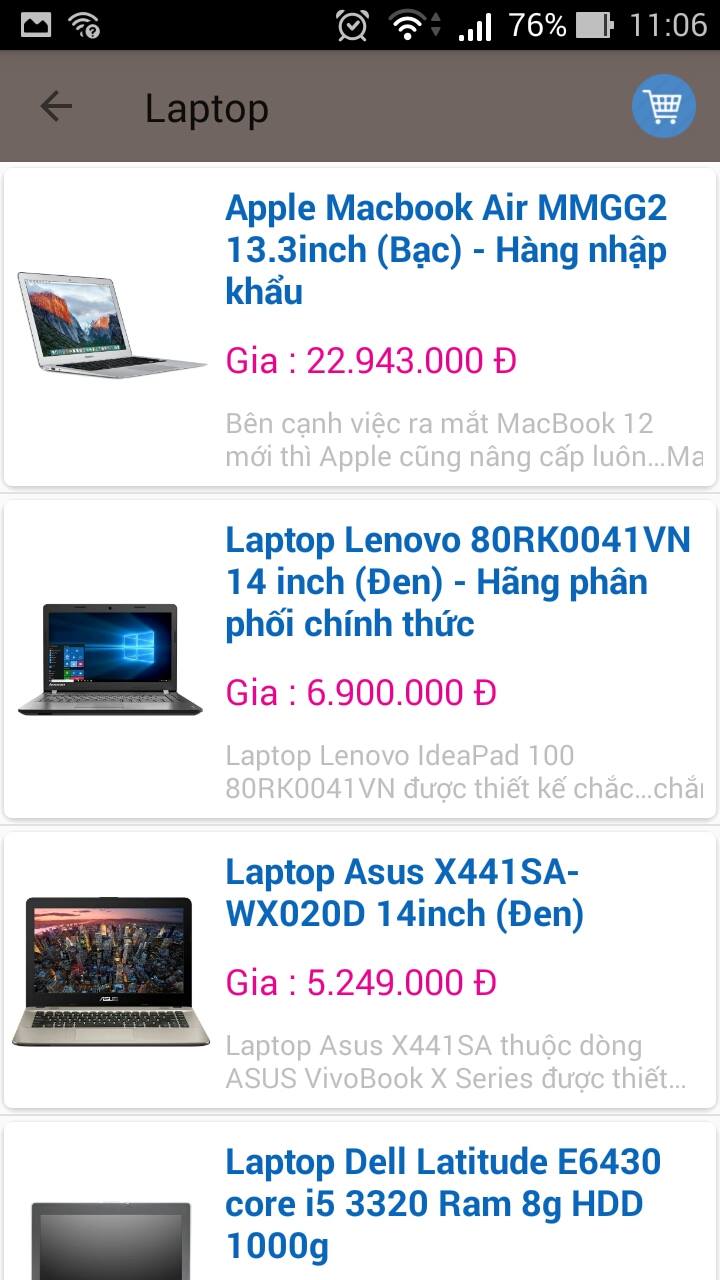 76% 11:06
Laptop
Apple Macbook Air MMGG2
13.3inch (Bạc) - Hàng nhập
khẩu
Gia : 22.943.000 Đ
Bên cạnh việc ra mắt MacBook 12
mới thì Apple cũng nâng cấp luôn...Ma
Laptop Lenovo 80RK0041VN
14 inch (Đen) - Hãng phân
phối chính thức
Gia : 6.900.000 Đ
Laptop Lenovo IdeaPad 100
80RK0041VN được thiết kế chắc...chắn
Laptop Asus X441SA-
WX020D 14inch (Đen)
Gia : 5.249.000 Đ
ASUS
Laptop Asus X441SA thuộc dòng
ASUS VivoBook X Series được thiết...
Laptop Dell Latitude E6430
core i5 3320 Ram 8g HDD
1000g